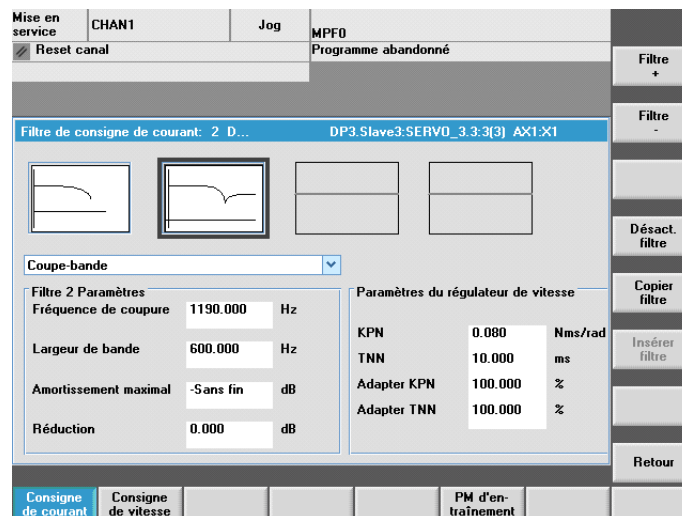 Mise en service CHAN1 Jog MPF0
Reset canal Programme abandonné
Filtre de consigne de courant: 2 D... DP3.Slave3:SERVO_3.3:3(3) AX1:X1
Coupe-bande
Filtre 2 Paramètres
Fréquence de coupure 1190.000 Hz
Largeur de bande 600.000 Hz
Amortissement maximal -Sans fin dB
Réduction 0.000 dB
Paramètres du régulateur de vitesse
KPN 0.080 Nms/rad
TNN 10.000 ms
Adapter KPN 100.000 %
Adapter TNN 100.000 %
Filtre +
Filtre -
Désact. filtre
Copier filtre
Insérer filtre
Retour
Consigne de courant
Consigne de vitesse
PM d'en-
traînement